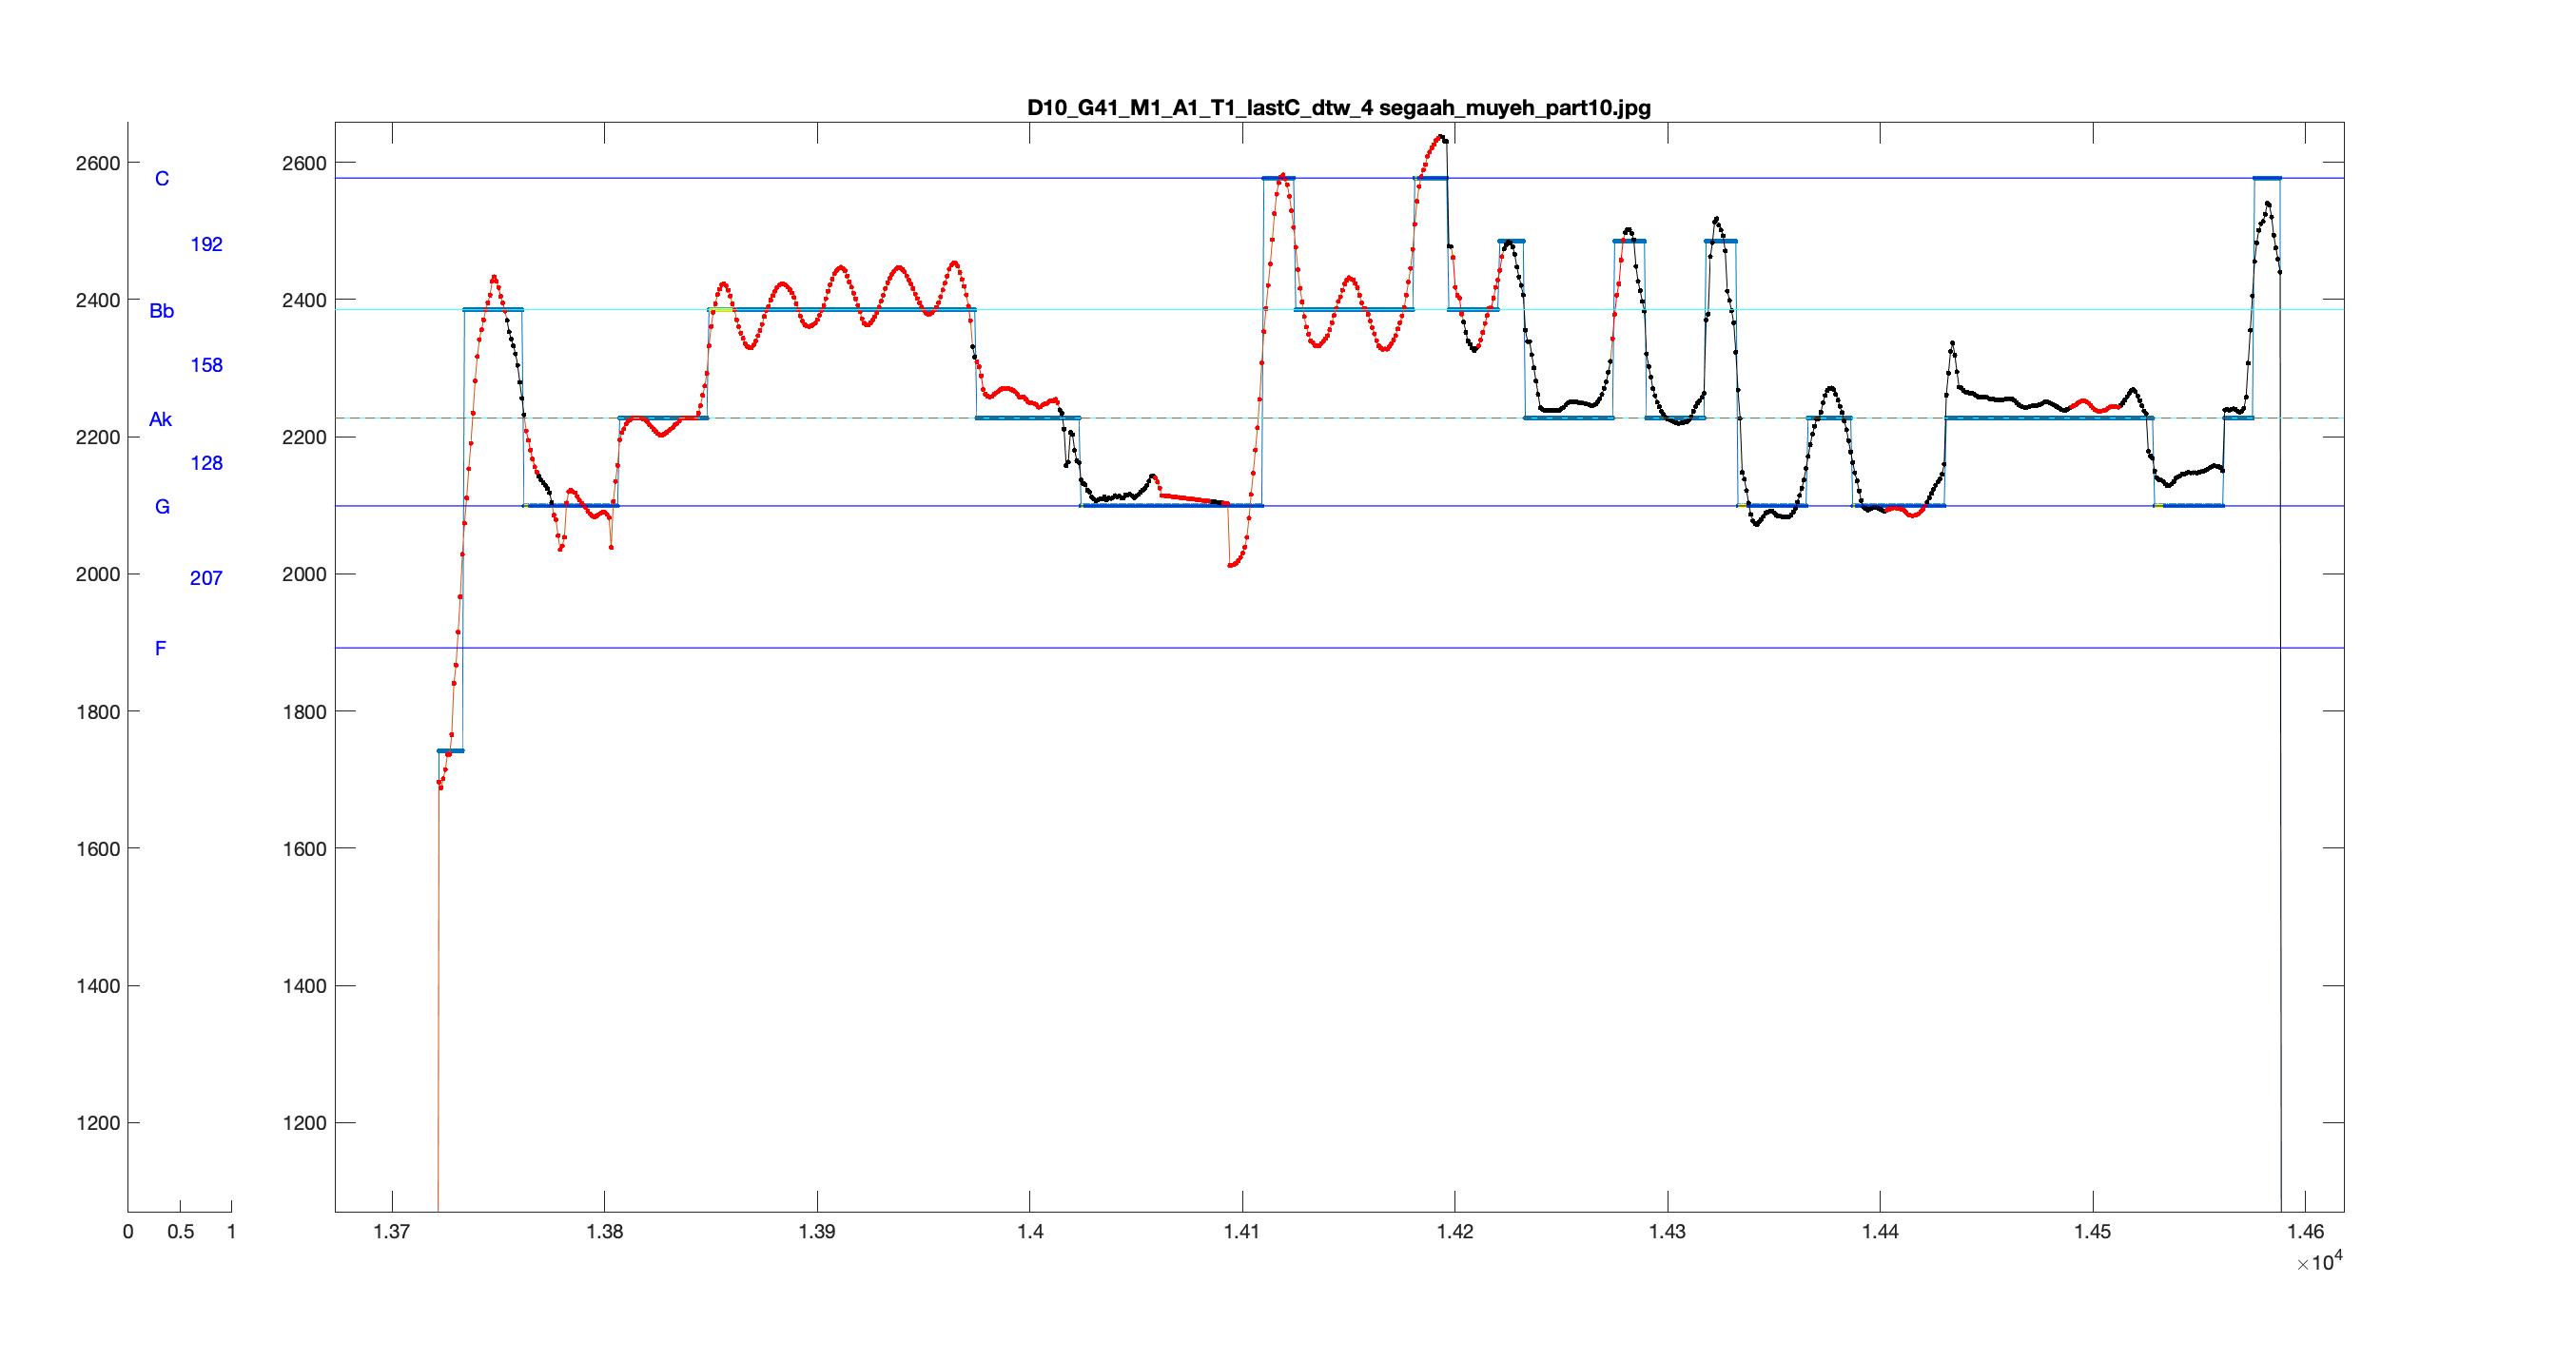 D10_G41_M1_A1_T1_lastC_dtw_4 segaah_muyeh_part10.jpg
2600
2400
2200
2000
1800
1600
1400
1200
0 0.5 1
C
192
Bb
158
Ak
128
G
207
F
2600
2400
2200
2000
1800
1600
1400
1200
1.37 1.38 1.39 1.4 1.41 1.42 1.43 1.44 1.45 1.46
×10⁴